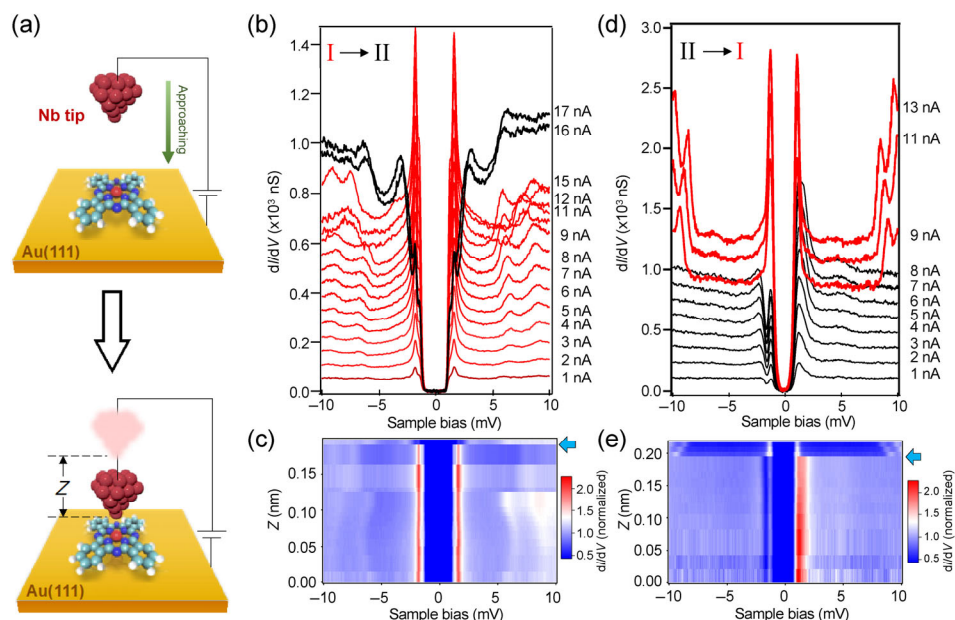 (a)
Nb tip
Approaching
Au(111)
Z
Au(111)
(b)
I → II
dI/dV (x10³ nS)
1.4
1.2
1.0
0.8
0.6
0.4
0.2
0.0
17 nA
16 nA
15 nA
12 nA
11 nA
9 nA
8 nA
7 nA
6 nA
5 nA
4 nA
3 nA
2 nA
1 nA
−10 −5 0 5 10
Sample bias (mV)
(c)
Z (nm)
0.15
0.10
0.05
0.00
−10 −5 0 5 10
Sample bias (mV)
2.0
1.5
1.0
0.5
dI/dV (normalized)
(d)
II → I
dI/dV (x10³ nS)
3.0
2.5
2.0
1.5
1.0
0.5
0.0
13 nA
11 nA
9 nA
8 nA
7 nA
6 nA
5 nA
4 nA
3 nA
2 nA
1 nA
−10 −5 0 5 10
Sample bias (mV)
(e)
Z (nm)
0.20
0.15
0.10
0.05
0.00
−10 −5 0 5 10
Sample bias (mV)
2.0
1.5
1.0
0.5
dI/dV (normalized)